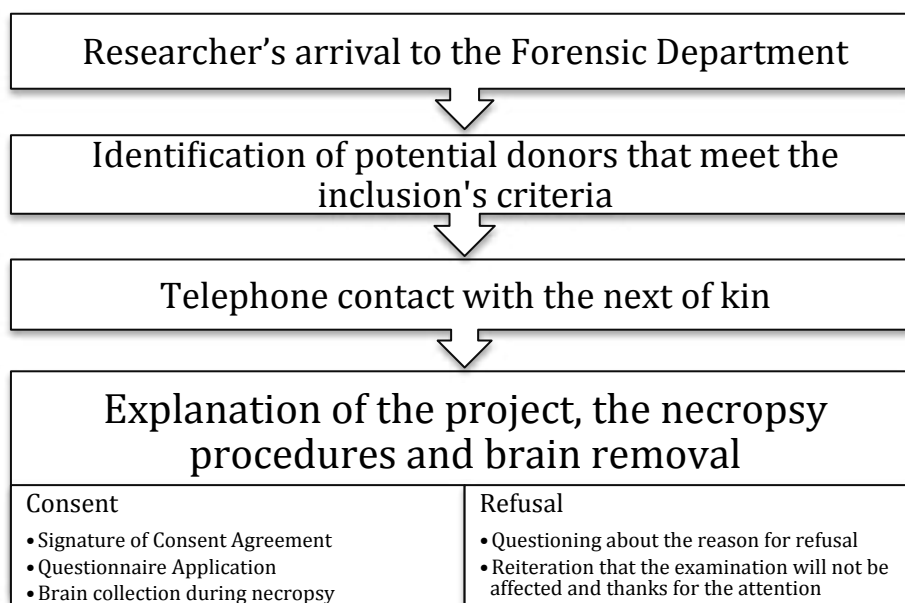 Researcher’s arrival to the Forensic Department
Identification of potential donors that meet the
inclusion's criteria
Telephone contact with the next of kin
Explanation of the project, the necropsy
procedures and brain removal
Consent
• Signature of Consent Agreement
• Questionnaire Application
• Brain collection during necropsy
Refusal
• Questioning about the reason for refusal
• Reiteration that the examination will not be
affected and thanks for the attention